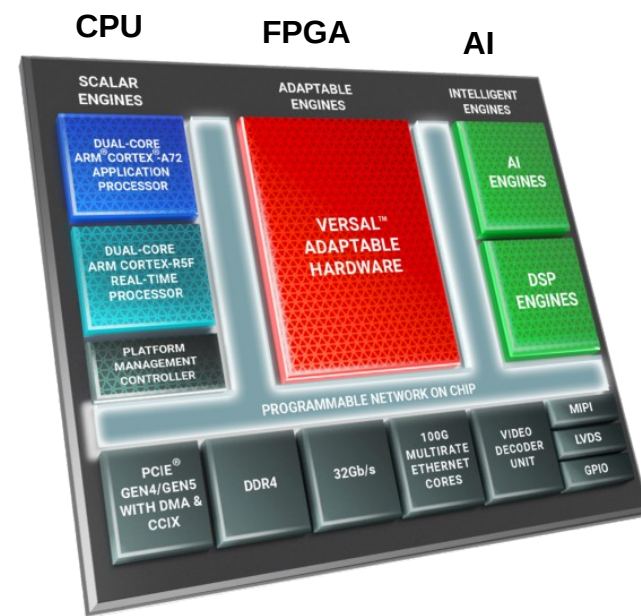 CPU
FPGA
AI
SCALAR
ENGINES
ADAPTABLE
ENGINES
INTELLIGENT
ENGINES
DUAL-CORE
ARM® CORTEX®-A72
APPLICATION
PROCESSOR
DUAL-CORE
ARM CORTEX-R5F
REAL-TIME
PROCESSOR
PLATFORM
MANAGEMENT
CONTROLLER
VERSAL™
ADAPTABLE
HARDWARE
AI
ENGINES
DSP
ENGINES
PROGRAMMABLE NETWORK ON CHIP
PCIE®
GEN4/GEN5
WITH DMA &
CCIX
DDR4
32Gb/s
100G
MULTIRATE
ETHERNET
CORES
VIDEO
DECODER
UNIT
MIPI
LVDS
GPIO